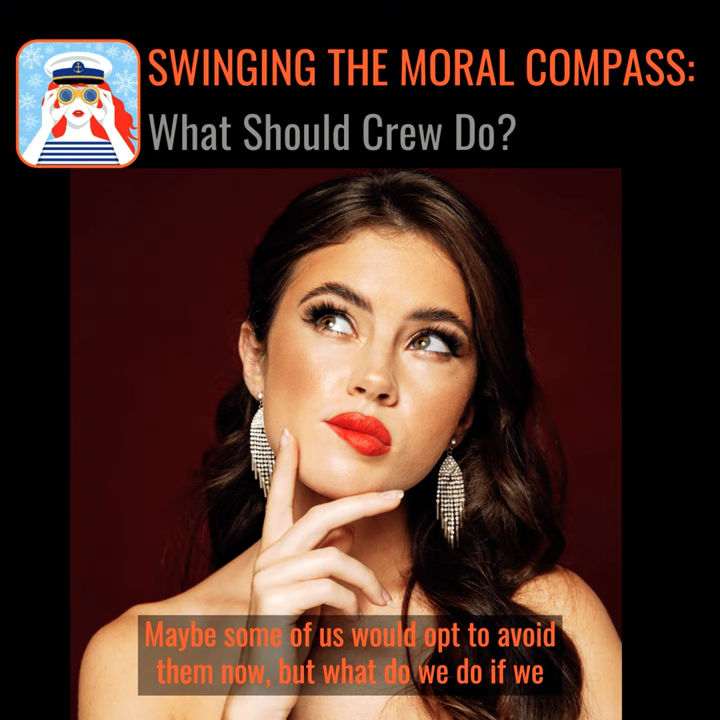 SWINGING THE MORAL COMPASS:
What Should Crew Do?
Maybe some of us would opt to avoid
them now, but what do we do if we